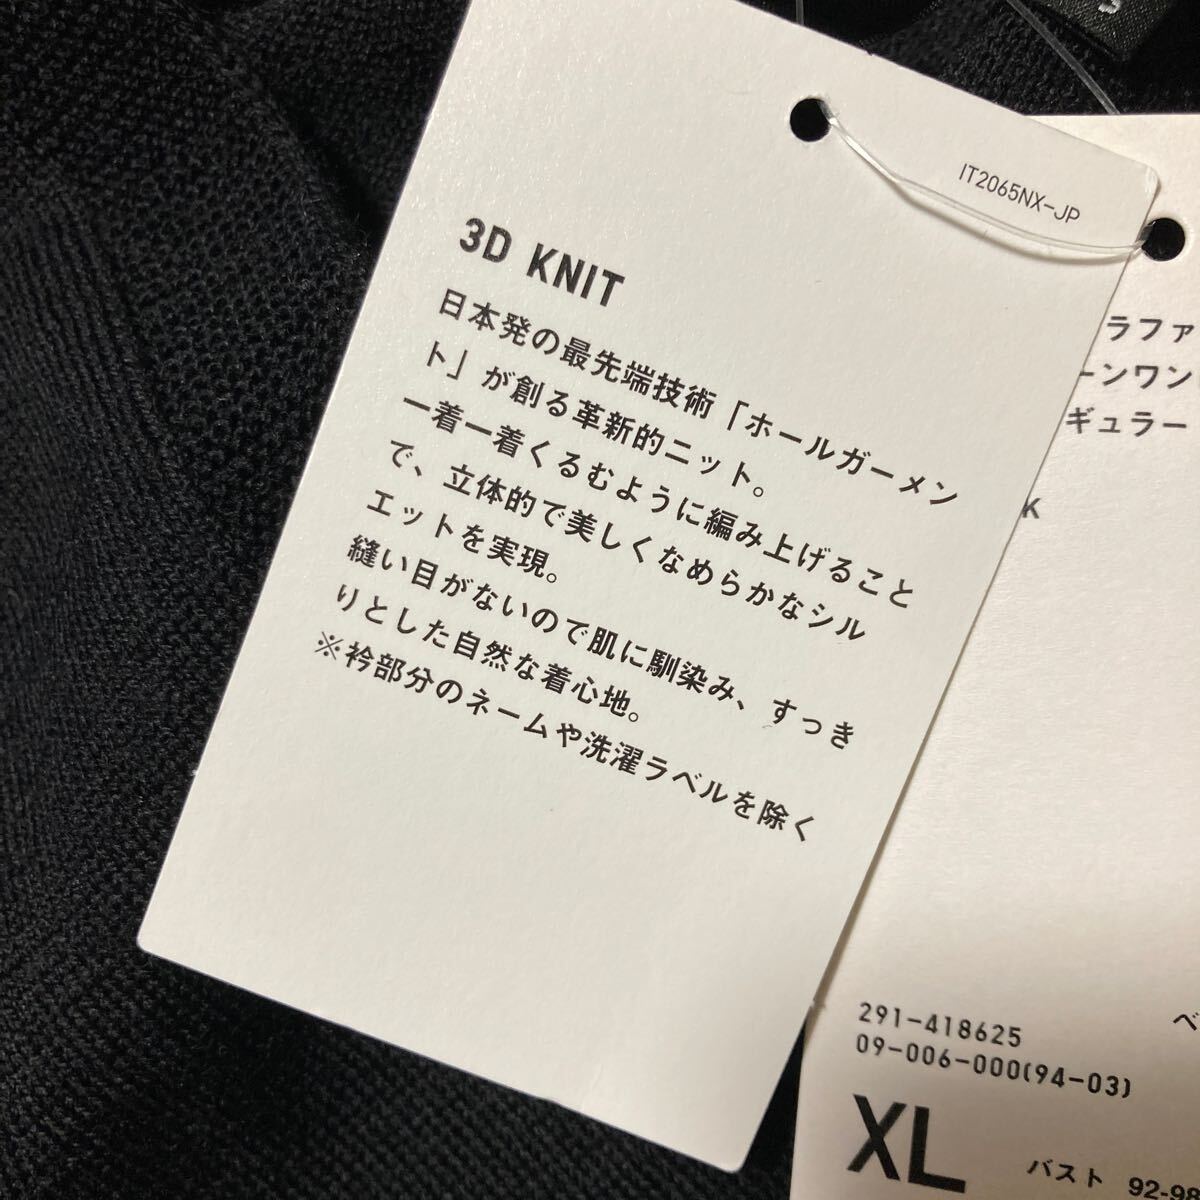 IT2065NX-JP
3D KNIT
日本発の最先端技術「ホールガーメン
ト」が創る革新的ニット。
一着一着くるむように編み上げること
で、立体的で美しくなめらかなシル
エットを実現。
縫い目がないので肌に馴染み、すっき
りとした自然な着心地。
※衿部分のネームや洗濯ラベルを除く
ラファ
ーンワン
ギュラー
K
291-418625
ベ
09-006-000(94-03)
XL
バスト 92-99